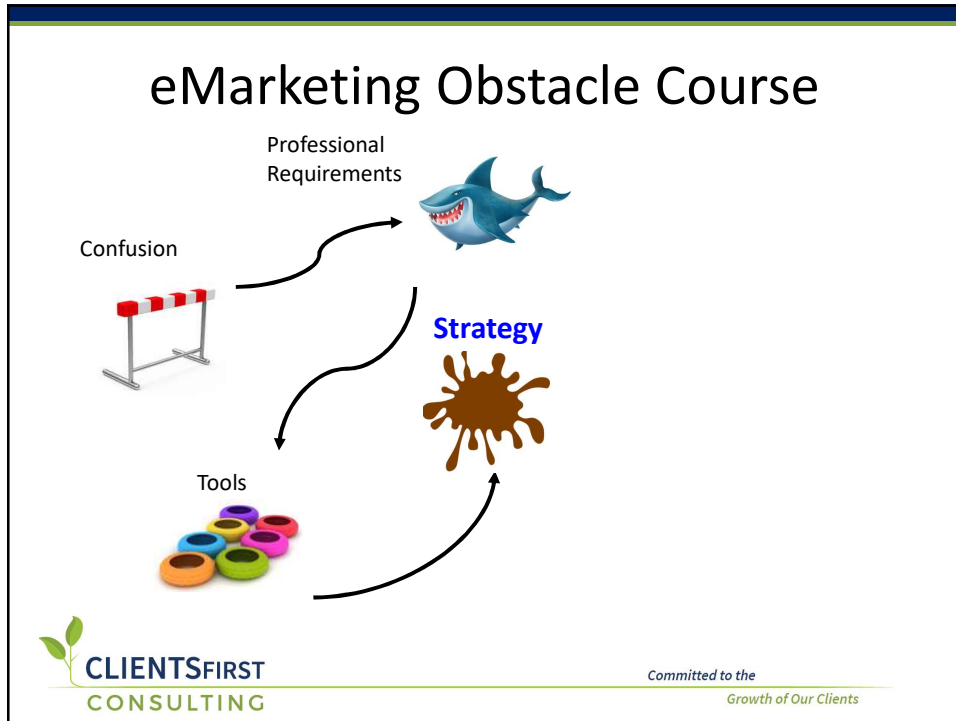 eMarketing Obstacle Course
Professional
Requirements
Confusion
Strategy
Tools
CLIENTSFIRST
CONSULTING
Committed to the
Growth of Our Clients